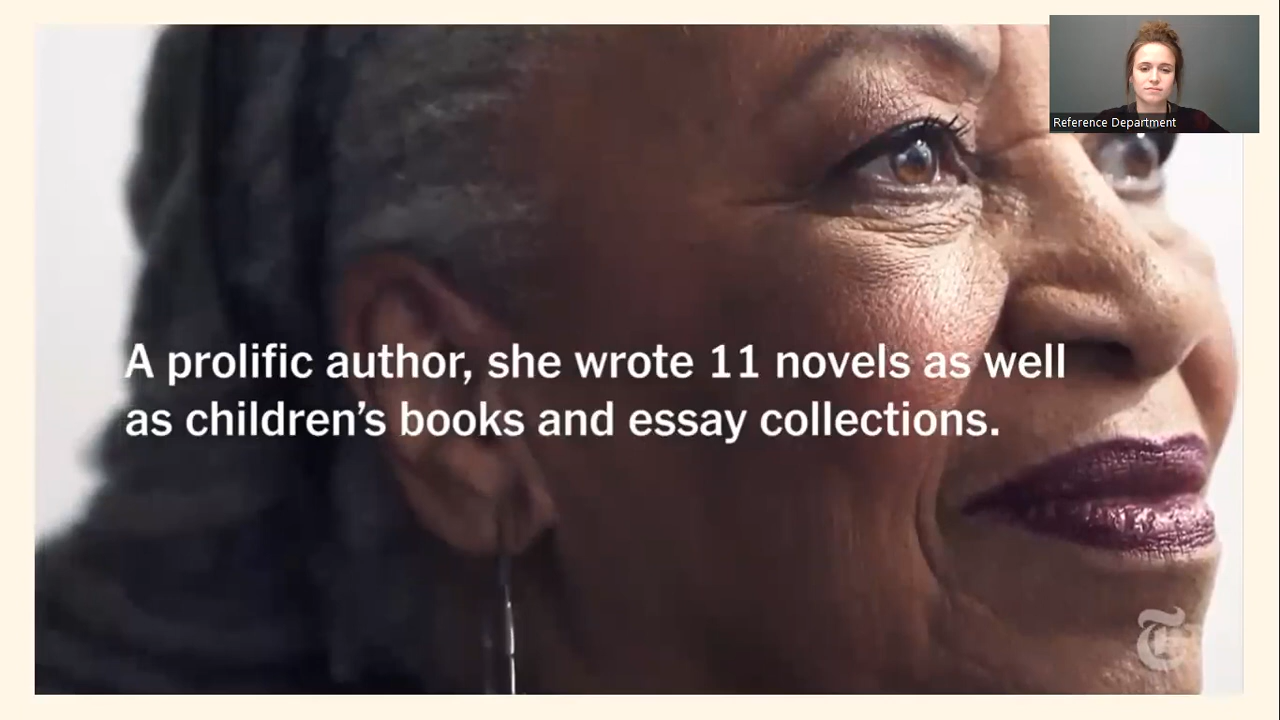 Reference Department
A prolific author, she wrote 11 novels as well
as children’s books and essay collections.
T